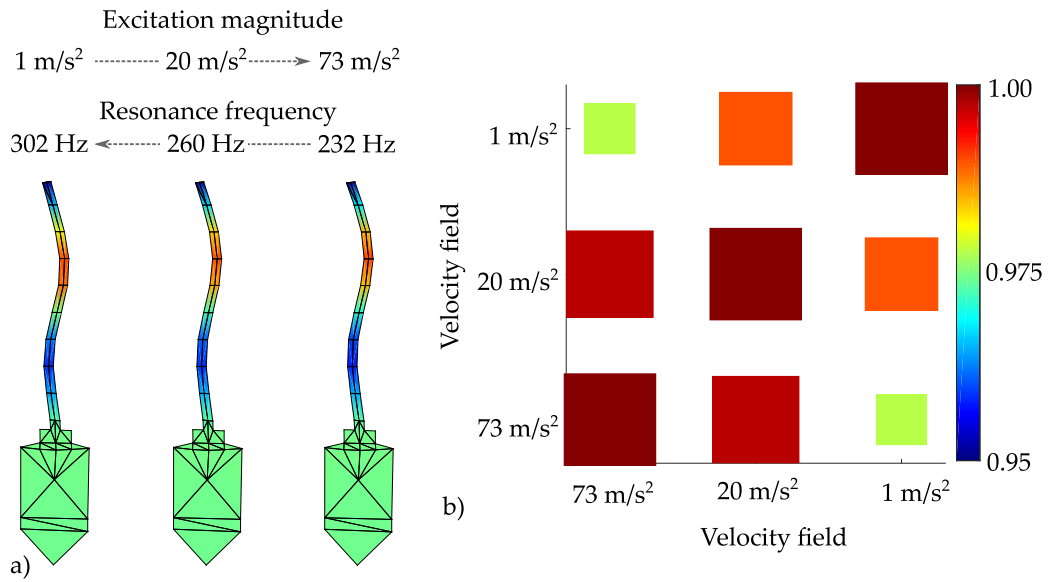 Excitation magnitude
1 m/s² 20 m/s² 73 m/s²
Resonance frequency
302 Hz 260 Hz 232 Hz
a)
1 m/s²
20 m/s²
73 m/s²
Velocity field
73 m/s² 20 m/s² 1 m/s²
Velocity field
b)
1.00
0.975
0.95